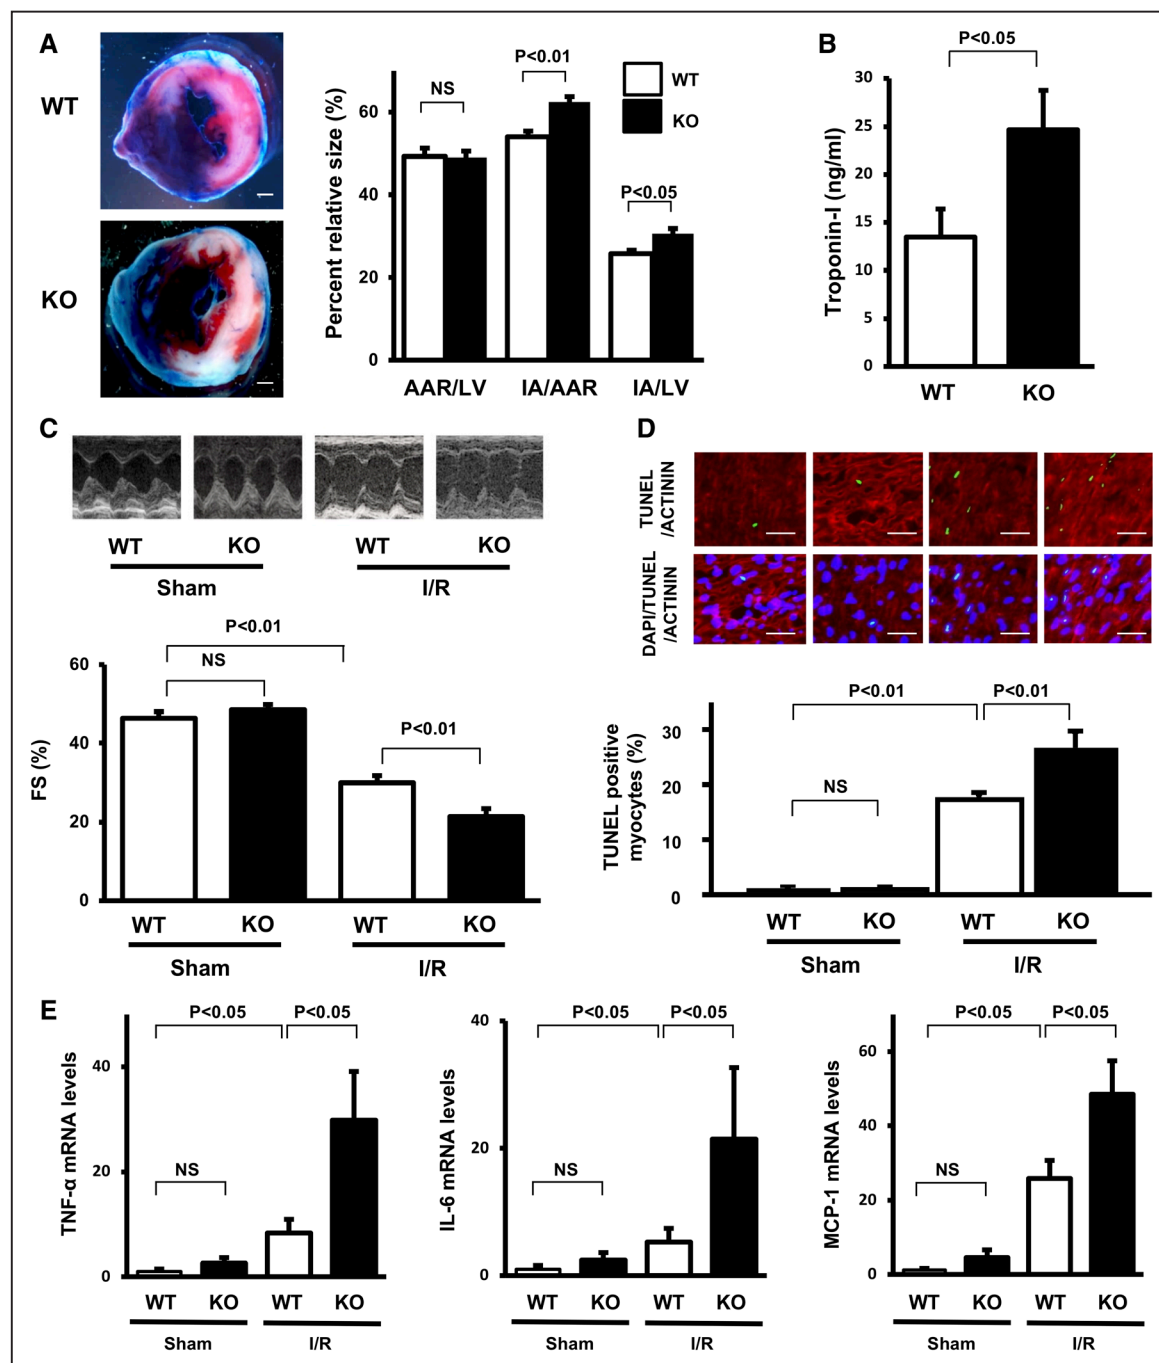 A
WT
KO
Percent relative size (%)
60
40
20
0
NS
P<0.01
P<0.05
WT
KO
AAR/LV
IA/AAR
IA/LV
B
P<0.05
Troponin-I (ng/ml)
30
25
20
15
10
5
0
WT
KO
C
WT
KO
WT
KO
Sham
I/R
P<0.01
NS
P<0.01
FS (%)
60
40
20
0
WT
KO
WT
KO
Sham
I/R
D
TUNEL
/ACTININ
DAPI/TUNEL
/ACTININ
P<0.01
P<0.01
NS
TUNEL positive
myocytes (%)
30
20
10
0
WT
KO
WT
KO
Sham
I/R
E
P<0.05
P<0.05
NS
TNF-α mRNA levels
40
20
0
WT
KO
WT
KO
Sham
I/R
P<0.05
P<0.05
NS
IL-6 mRNA levels
40
20
0
WT
KO
WT
KO
Sham
I/R
P<0.05
P<0.05
NS
MCP-1 mRNA levels
60
40
20
0
WT
KO
WT
KO
Sham
I/R